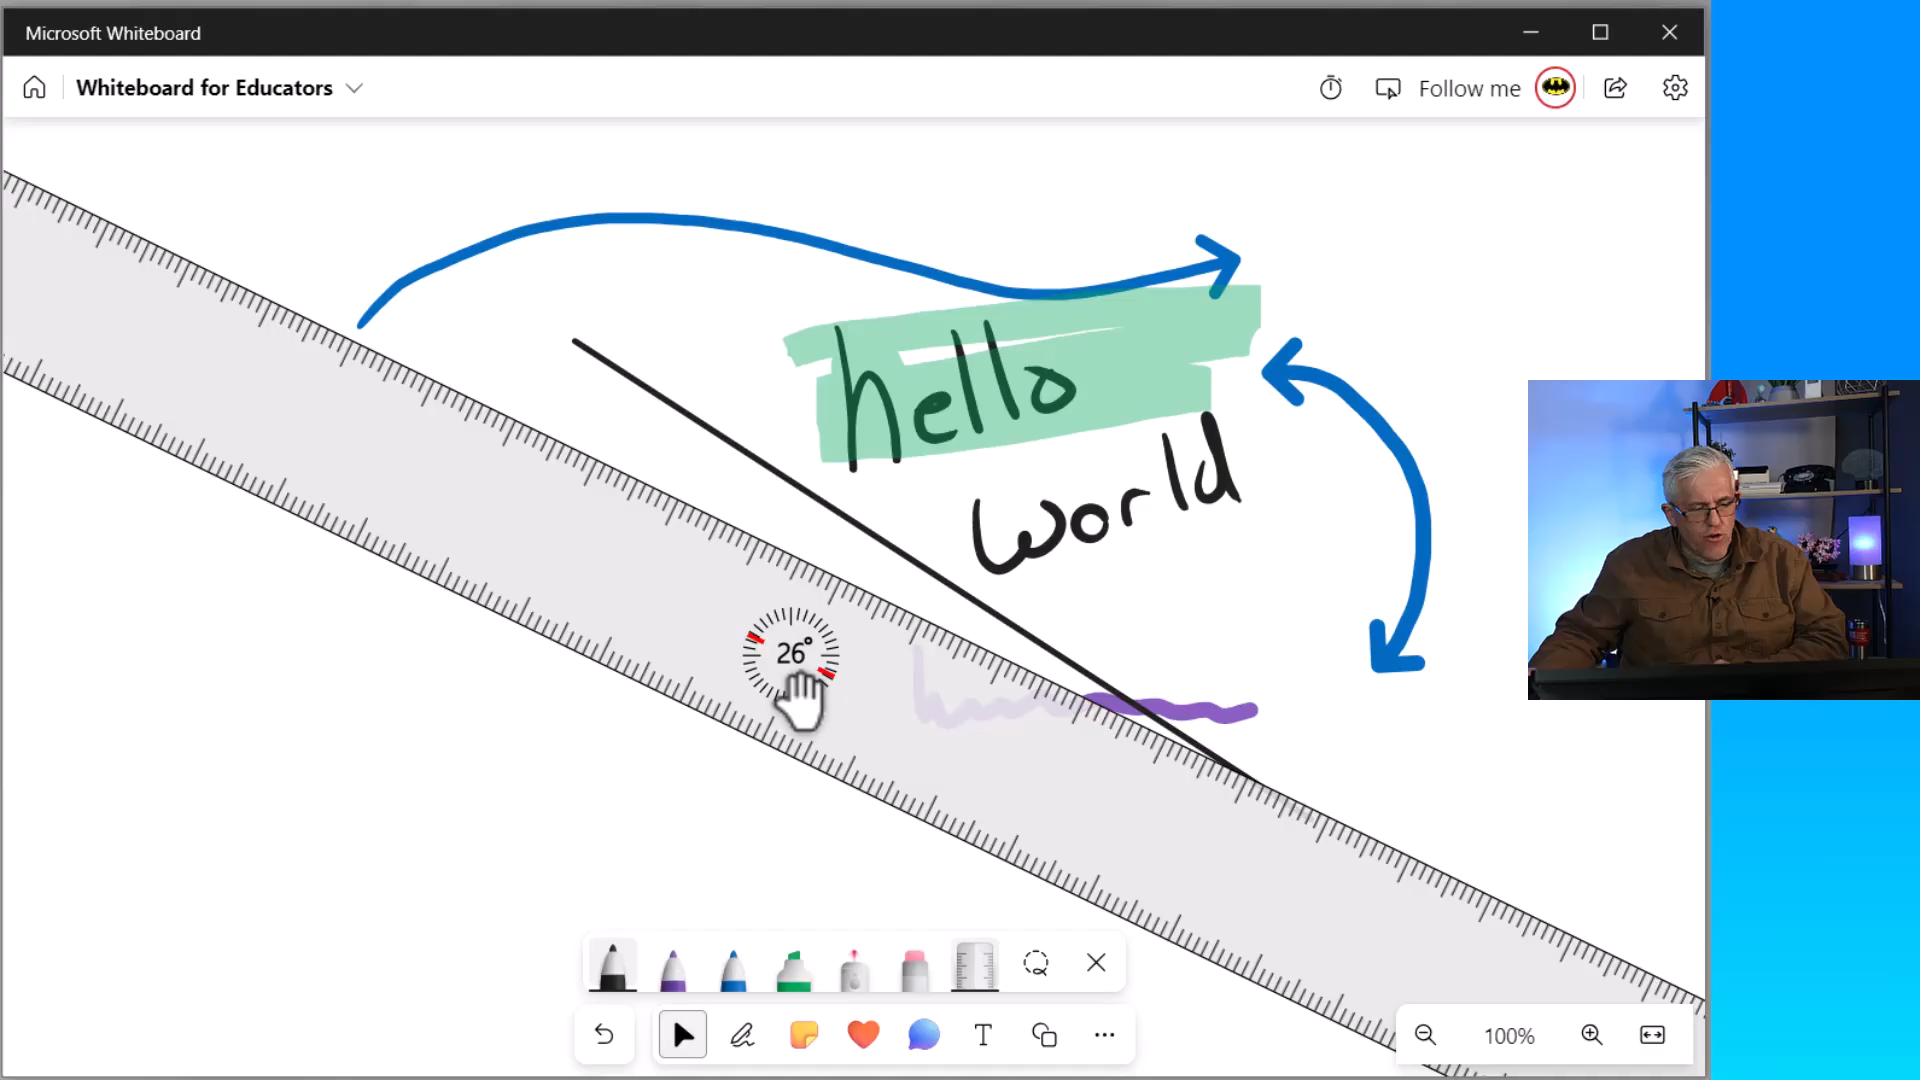 Microsoft Whiteboard
Whiteboard for Educators
Follow me
hello
world
26°
T
100%